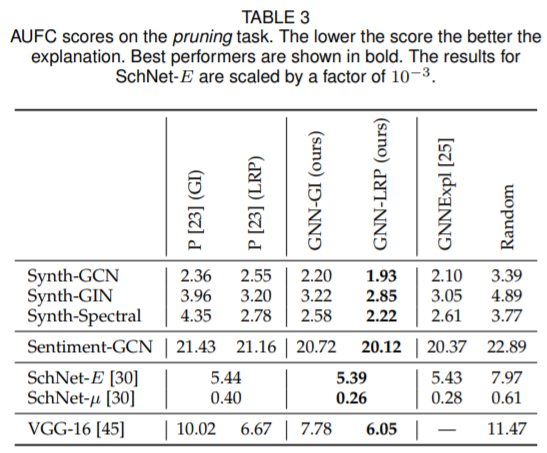 TABLE 3
AUFC scores on the pruning task. The lower the score the better the
explanation. Best performers are shown in bold. The results for
SchNet-E are scaled by a factor of 10⁻³.
P [23] (GI) P [23] (LRP) GNN-GI (ours) GNN-LRP (ours) GNNExpl [25] Random
Synth-GCN 2.36 2.55 2.20 1.93 2.10 3.39
Synth-GIN 3.96 3.20 3.22 2.85 3.05 4.89
Synth-Spectral 4.35 2.78 2.58 2.22 2.61 3.77
Sentiment-GCN 21.43 21.16 20.72 20.12 20.37 22.89
SchNet-E [30] 5.44 5.39 5.43 7.97
SchNet-μ [30] 0.40 0.26 0.28 0.61
VGG-16 [45] 10.02 6.67 7.78 6.05 — 11.47